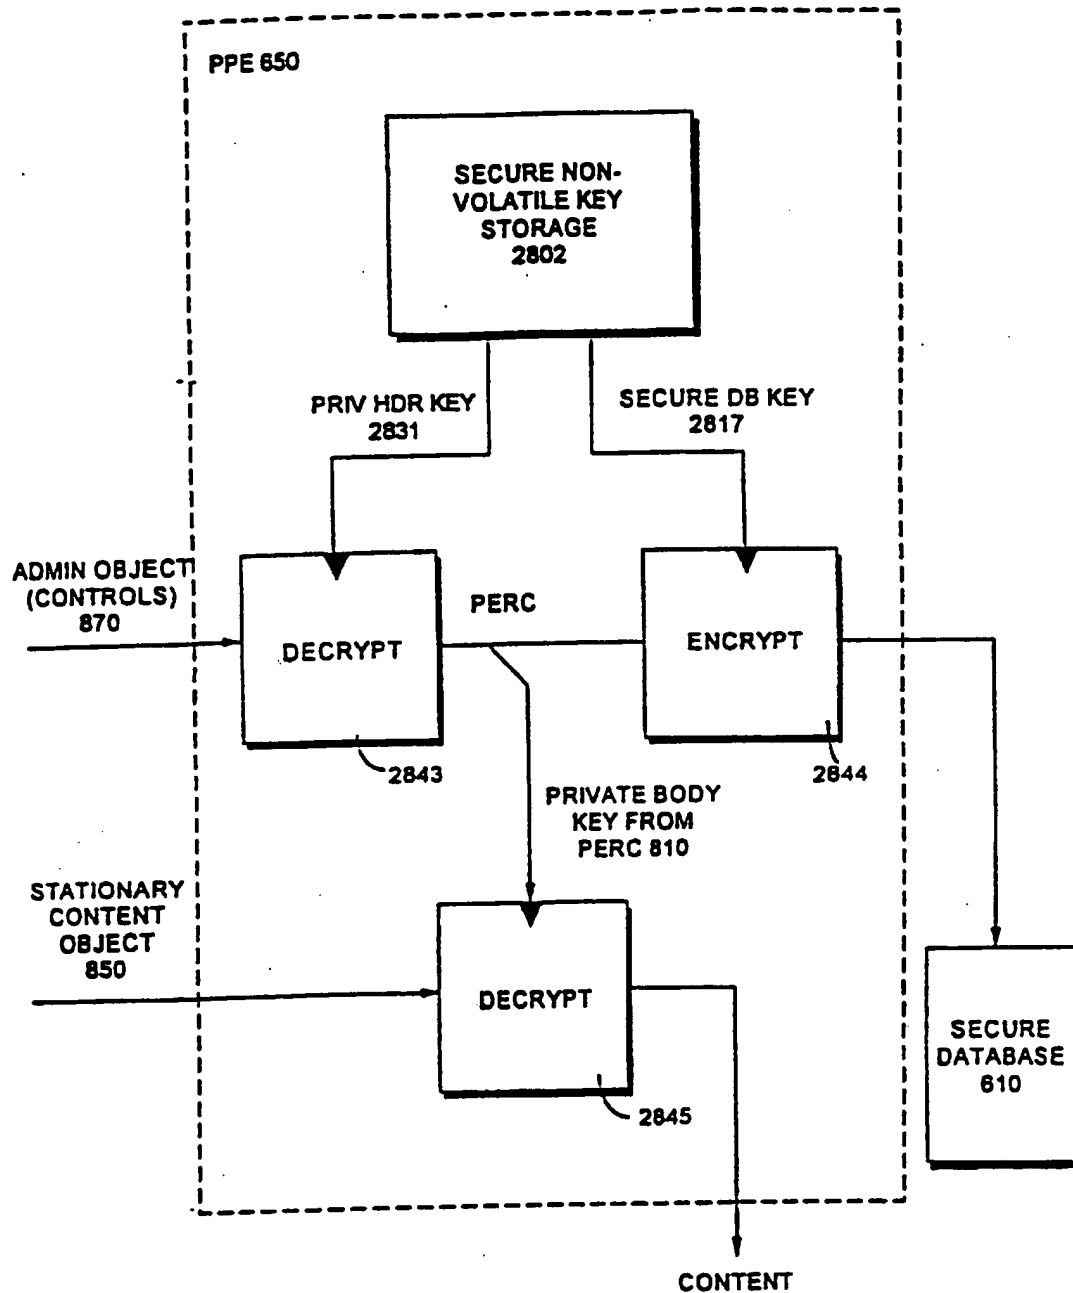 PPE 650
SECURE NON-
VOLATILE KEY
STORAGE
2802
PRIV HDR KEY
2831
SECURE DB KEY
2817
ADMIN OBJECT
(CONTROLS)
870
DECRYPT
PERC
ENCRYPT
2843
2844
PRIVATE BODY
KEY FROM
PERC 810
STATIONARY
CONTENT
OBJECT
850
DECRYPT
2845
SECURE
DATABASE
610
CONTENT